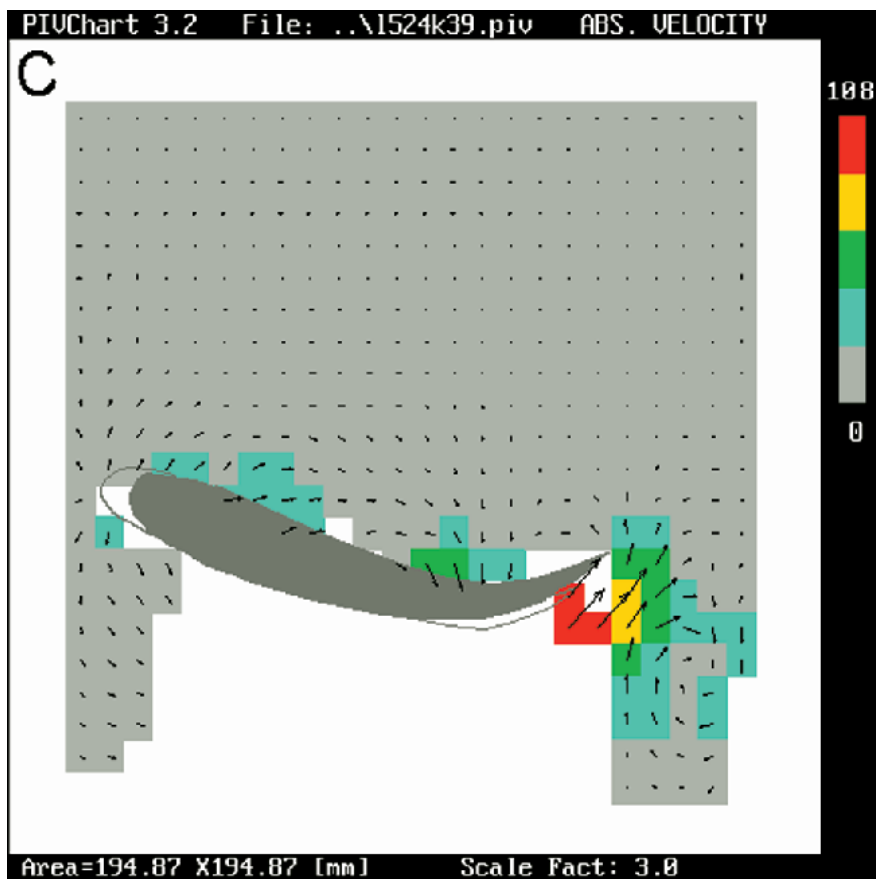 PIVChart 3.2 File: ..\l524k39.piv ABS. VELOCITY
C
108
0
Area=194.87 X194.87 [mm] Scale Fact: 3.0